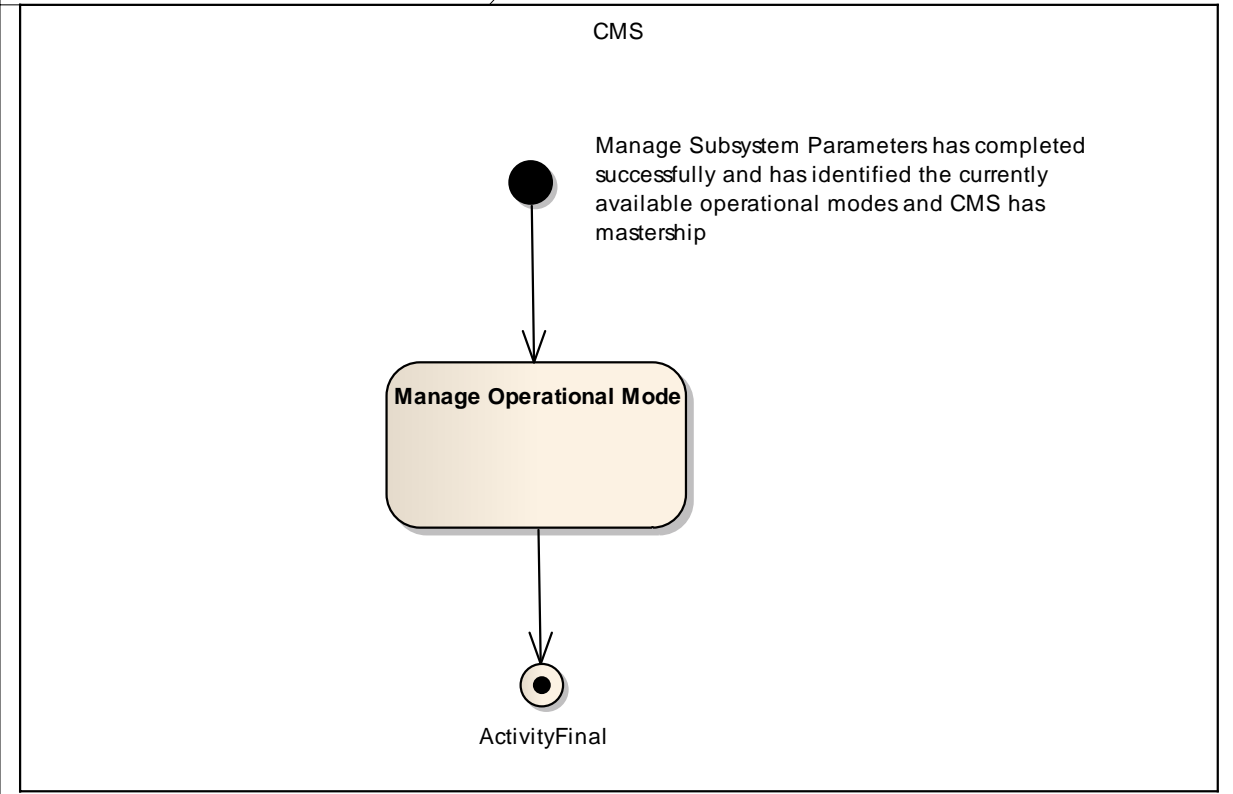 CMS
Manage Subsystem Parameters has completed
successfully and has identified the currently
available operational modes and CMS has
mastership
Manage Operational Mode
ActivityFinal